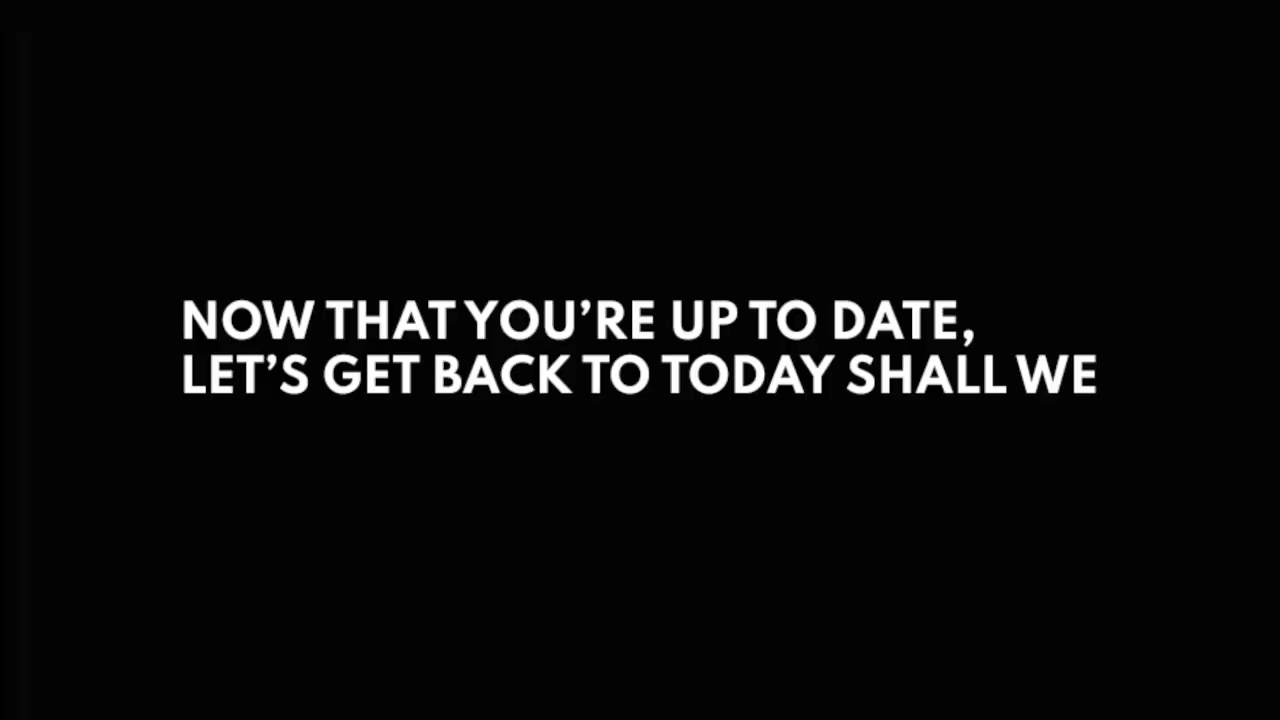 NOW THAT YOU’RE UP TO DATE,
LET’S GET BACK TO TODAY SHALL WE